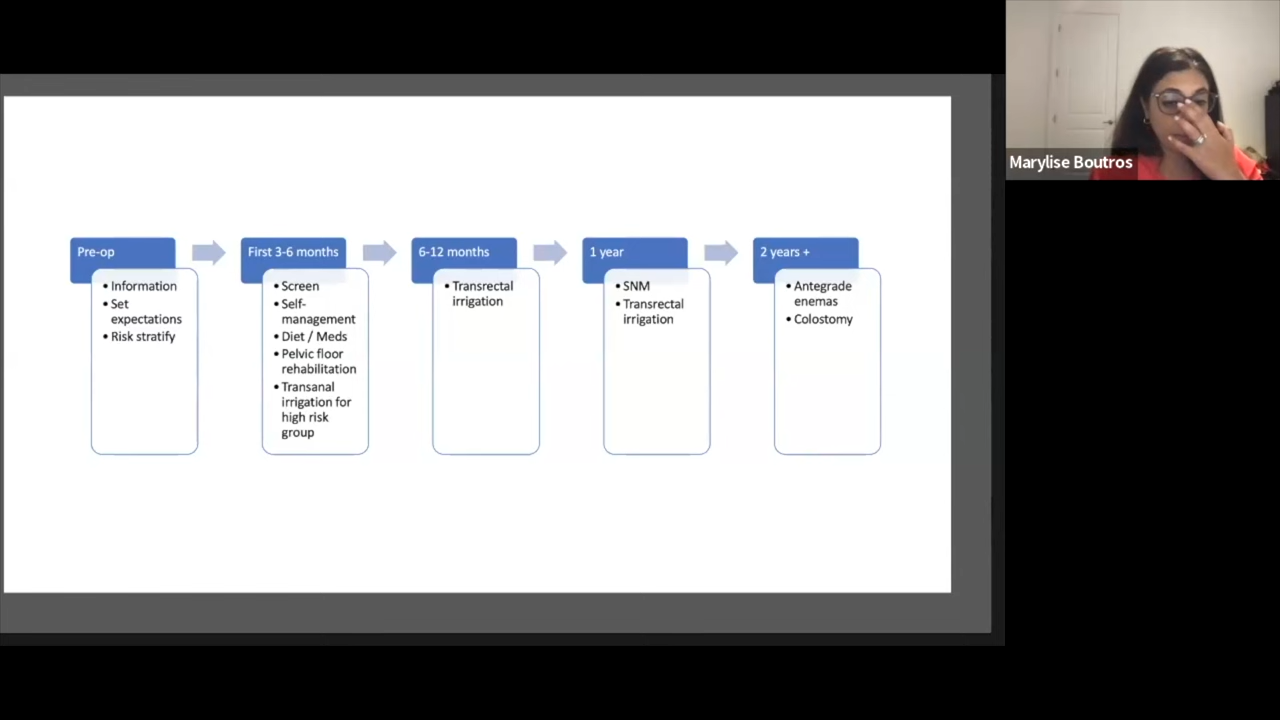 Marylise Boutros
Pre-op
• Information
• Set
expectations
• Risk stratify
First 3-6 months
• Screen
• Self-
management
• Diet / Meds
• Pelvic floor
rehabilitation
• Transanal
irrigation for
high risk
group
6-12 months
• Transrectal
irrigation
1 year
• SNM
• Transrectal
irrigation
2 years +
• Antegrade
enemas
• Colostomy